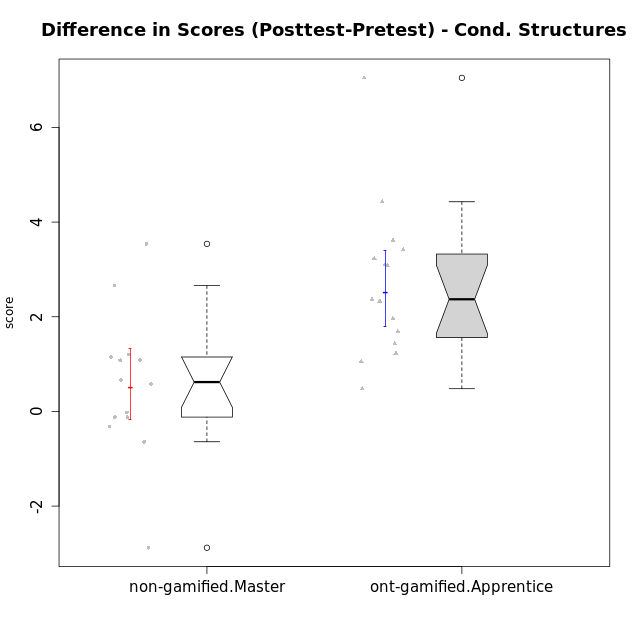 Difference in Scores (Posttest-Pretest) - Cond. Structures
6
4
2
0
-2
score
non-gamified.Master
ont-gamified.Apprentice